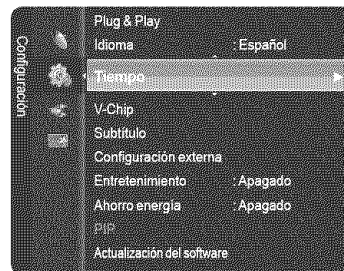 Configuración
Plug & Play
Idioma : Español
Tiempo
V-Chip
Subtítulo
Configuración externa
Entretenimiento : Apagado
Ahorro energía : Apagado
PIP
Actualización del software